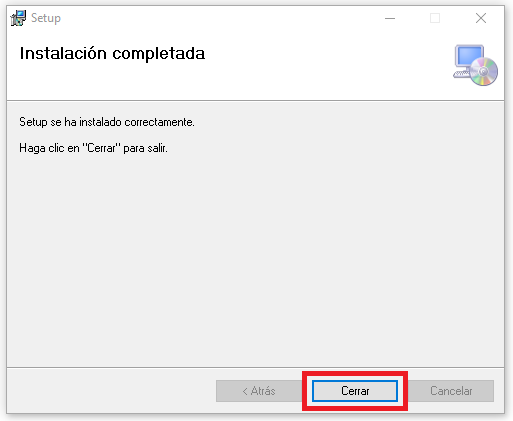 Setup
Instalación completada
Setup se ha instalado correctamente.
Haga clic en "Cerrar" para salir.
< Atrás
Cerrar
Cancelar